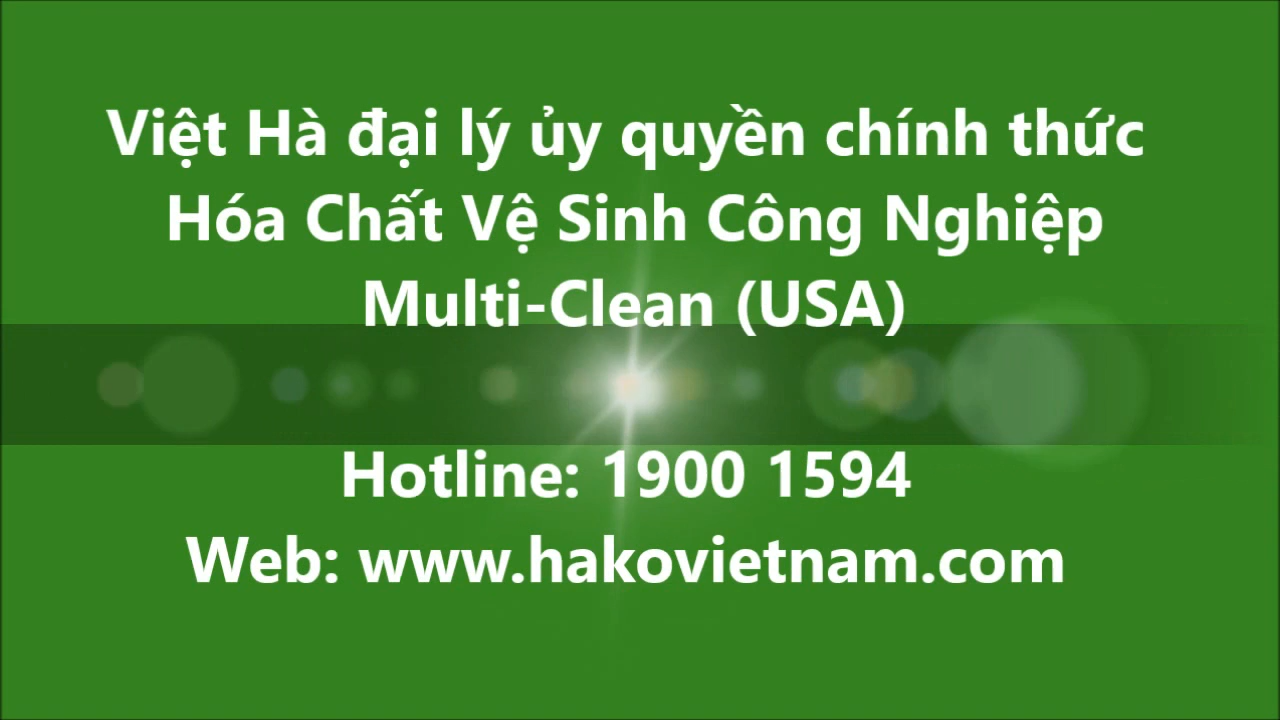 Việt Hà đại lý ủy quyền chính thức
Hóa Chất Vệ Sinh Công Nghiệp
Multi-Clean (USA)
Hotline: 1900 1594
Web: www.hakovietnam.com